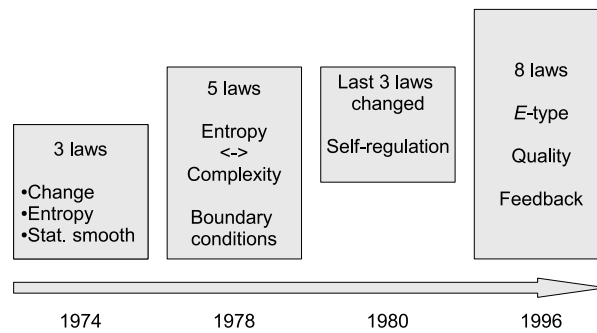 3 laws
•Change
•Entropy
•Stat. smooth
5 laws
Entropy
<->
Complexity
Boundary
conditions
Last 3 laws
changed
Self-regulation
8 laws
E-type
Quality
Feedback
1974
1978
1980
1996